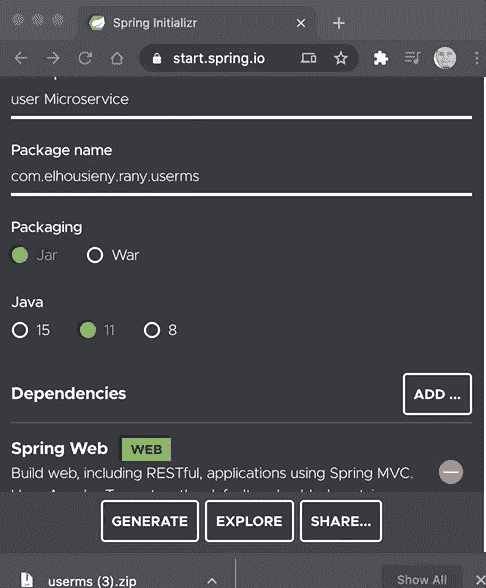 Spring Initializr
start.spring.io
user Microservice
Package name
com.elhousieny.rany.userms
Packaging
Jar War
Java
15 11 8
Dependencies
ADD ...
Spring Web WEB
Build web, including RESTful, applications using Spring MVC.
GENERATE EXPLORE SHARE...
userms (3).zip
Show All